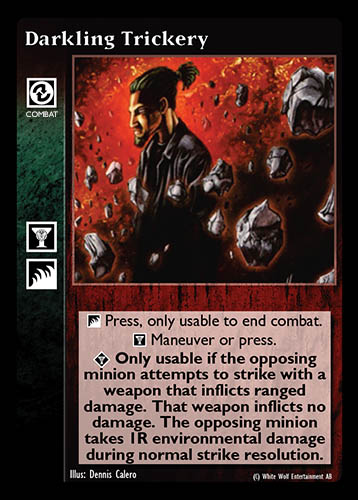 Darkling Trickery
COMBAT
Press, only usable to end combat.
Maneuver or press.
Only usable if the opposing
minion attempts to strike with a
weapon that inflicts ranged
damage. That weapon inflicts no
damage. The opposing minion
takes 1R environmental damage
during normal strike resolution.
Illus: Dennis Calero
(C) White Wolf Entertainment AB